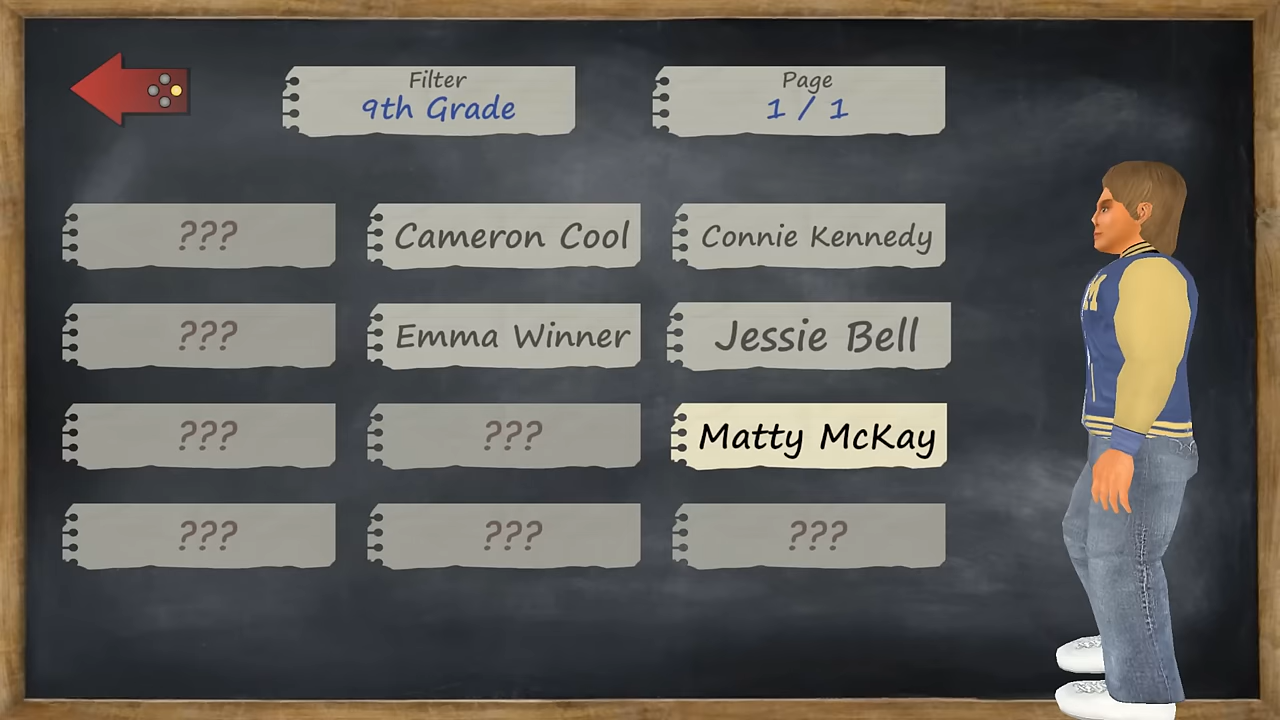 Filter
9th Grade
Page
1 / 1
???
Cameron Cool
Connie Kennedy
???
Emma Winner
Jessie Bell
???
???
Matty McKay
???
???
???
M